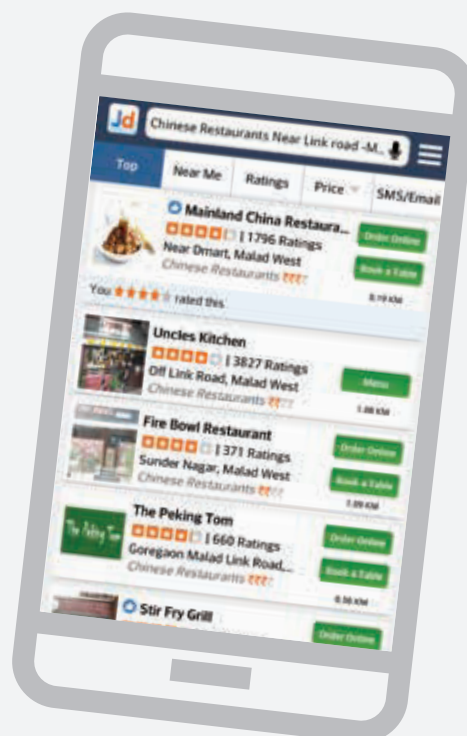 Jd
Chinese Restaurants Near Link road -M..
Top
Near Me
Ratings
Price
SMS/Email
Mainland China Restaura...
| 1796 Ratings
Near Dmart, Malad West
Chinese Restaurants ₹₹₹₹
Order Online
Book a Table
You ★★★★★ rated this
Uncles Kitchen
| 3827 Ratings
Off Link Road, Malad West
Chinese Restaurants ₹₹₹₹
Menu
Fire Bowl Restaurant
| 371 Ratings
Sunder Nagar, Malad West
Chinese Restaurants ₹₹₹₹
Order Online
Book a Table
The Peking Tom
The Peking Tom
| 660 Ratings
Goregaon Malad Link Road,...
Chinese Restaurants ₹₹₹₹
Order Online
Book a Table
Stir Fry Grill
Order Online